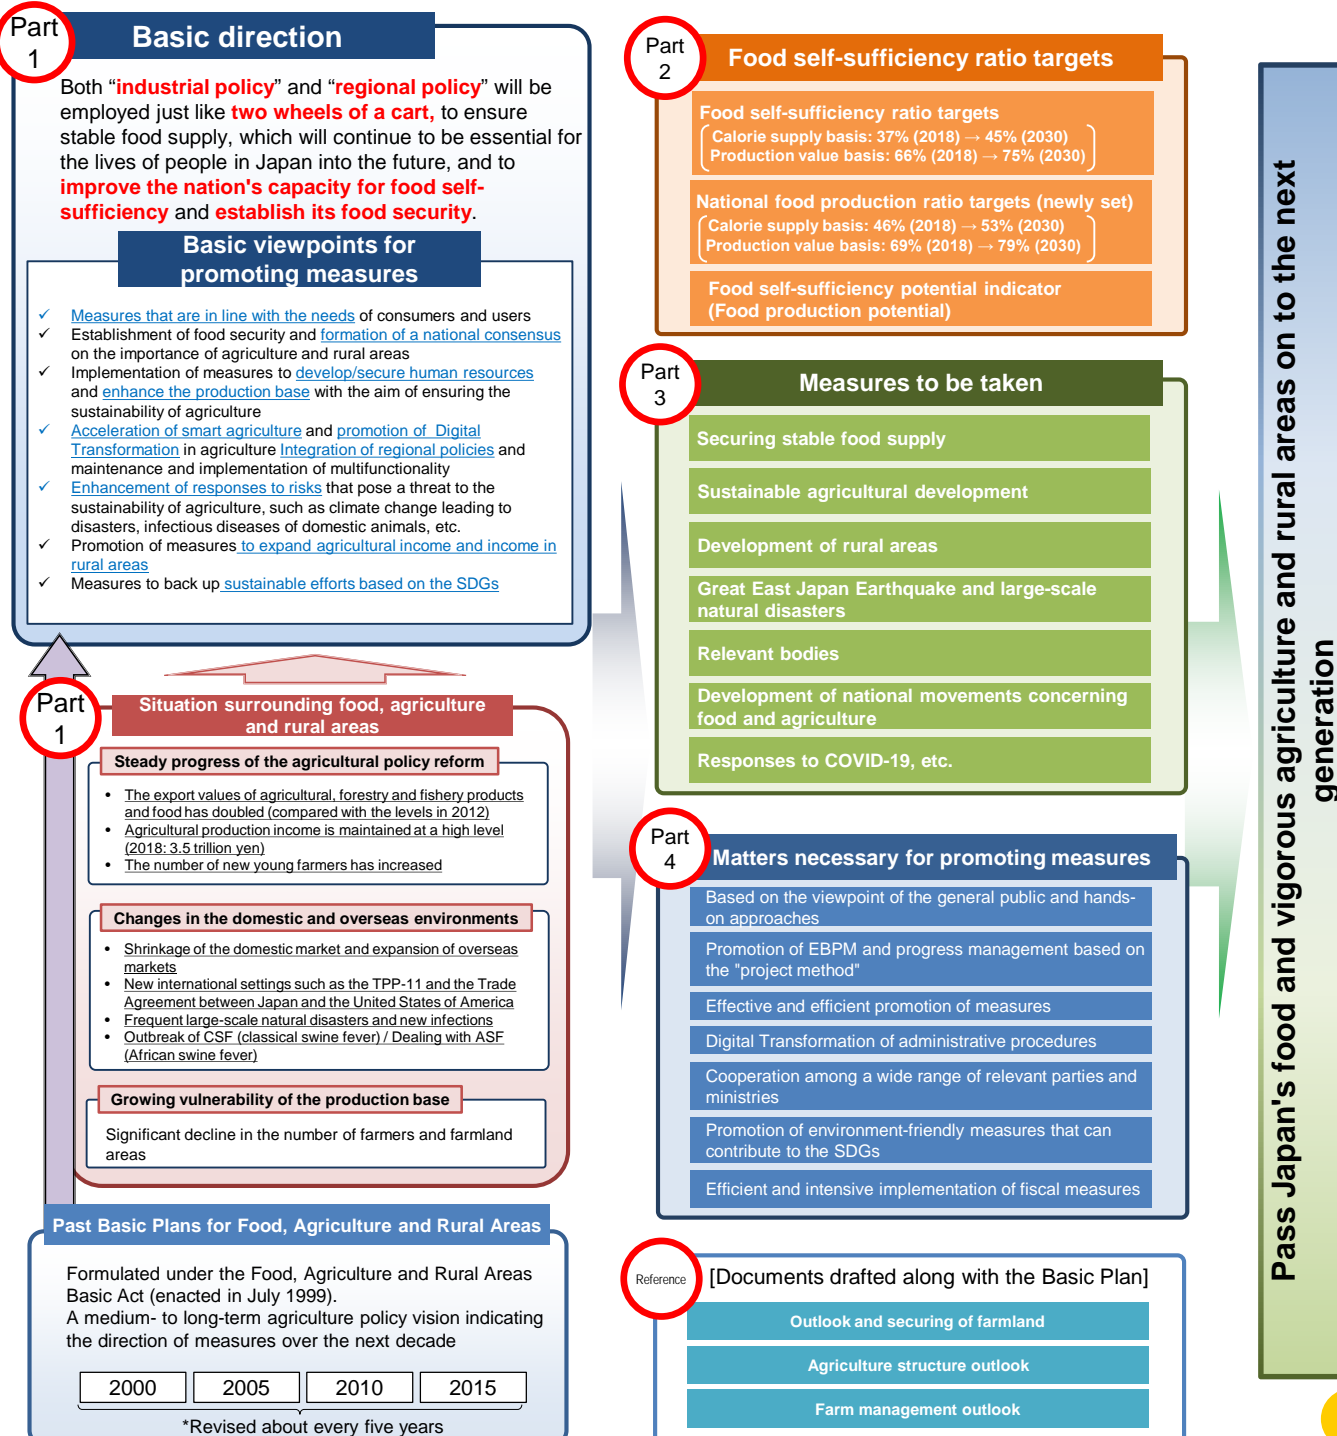 Part
1
Basic direction
Both “industrial policy” and “regional policy” will be
employed just like two wheels of a cart, to ensure
stable food supply, which will continue to be essential for
the lives of people in Japan into the future, and to
improve the nation's capacity for food self-
sufficiency and establish its food security.
Basic viewpoints for
promoting measures
✓ Measures that are in line with the needs of consumers and users
✓ Establishment of food security and formation of a national consensus
on the importance of agriculture and rural areas
✓ Implementation of measures to develop/secure human resources
and enhance the production base with the aim of ensuring the
sustainability of agriculture
✓ Acceleration of smart agriculture and promotion of Digital
Transformation in agriculture Integration of regional policies and
maintenance and implementation of multifunctionality
✓ Enhancement of responses to risks that pose a threat to the
sustainability of agriculture, such as climate change leading to
disasters, infectious diseases of domestic animals, etc.
✓ Promotion of measures to expand agricultural income and income in
rural areas
✓ Measures to back up sustainable efforts based on the SDGs
Part
1
Situation surrounding food, agriculture
and rural areas
Steady progress of the agricultural policy reform
• The export values of agricultural, forestry and fishery products
and food has doubled (compared with the levels in 2012)
• Agricultural production income is maintained at a high level
(2018: 3.5 trillion yen)
• The number of new young farmers has increased
Changes in the domestic and overseas environments
• Shrinkage of the domestic market and expansion of overseas
markets
• New international settings such as the TPP-11 and the Trade
Agreement between Japan and the United States of America
• Frequent large-scale natural disasters and new infections
• Outbreak of CSF (classical swine fever) / Dealing with ASF
(African swine fever)
Growing vulnerability of the production base
Significant decline in the number of farmers and farmland
areas
Past Basic Plans for Food, Agriculture and Rural Areas
Formulated under the Food, Agriculture and Rural Areas
Basic Act (enacted in July 1999).
A medium- to long-term agriculture policy vision indicating
the direction of measures over the next decade
2000 2005 2010 2015
*Revised about every five years
Part
2
Food self-sufficiency ratio targets
Food self-sufficiency ratio targets
Calorie supply basis: 37% (2018) → 45% (2030)
Production value basis: 66% (2018) → 75% (2030)
National food production ratio targets (newly set)
Calorie supply basis: 46% (2018) → 53% (2030)
Production value basis: 69% (2018) → 79% (2030)
Food self-sufficiency potential indicator
(Food production potential)
Part
3
Measures to be taken
Securing stable food supply
Sustainable agricultural development
Development of rural areas
Great East Japan Earthquake and large-scale
natural disasters
Relevant bodies
Development of national movements concerning
food and agriculture
Responses to COVID-19, etc.
Part
4
Matters necessary for promoting measures
Based on the viewpoint of the general public and hands-
on approaches
Promotion of EBPM and progress management based on
the "project method"
Effective and efficient promotion of measures
Digital Transformation of administrative procedures
Cooperation among a wide range of relevant parties and
ministries
Promotion of environment-friendly measures that can
contribute to the SDGs
Efficient and intensive implementation of fiscal measures
Reference
[Documents drafted along with the Basic Plan]
Outlook and securing of farmland
Agriculture structure outlook
Farm management outlook
Pass Japan's food and vigorous agriculture and rural areas on to the next
generation